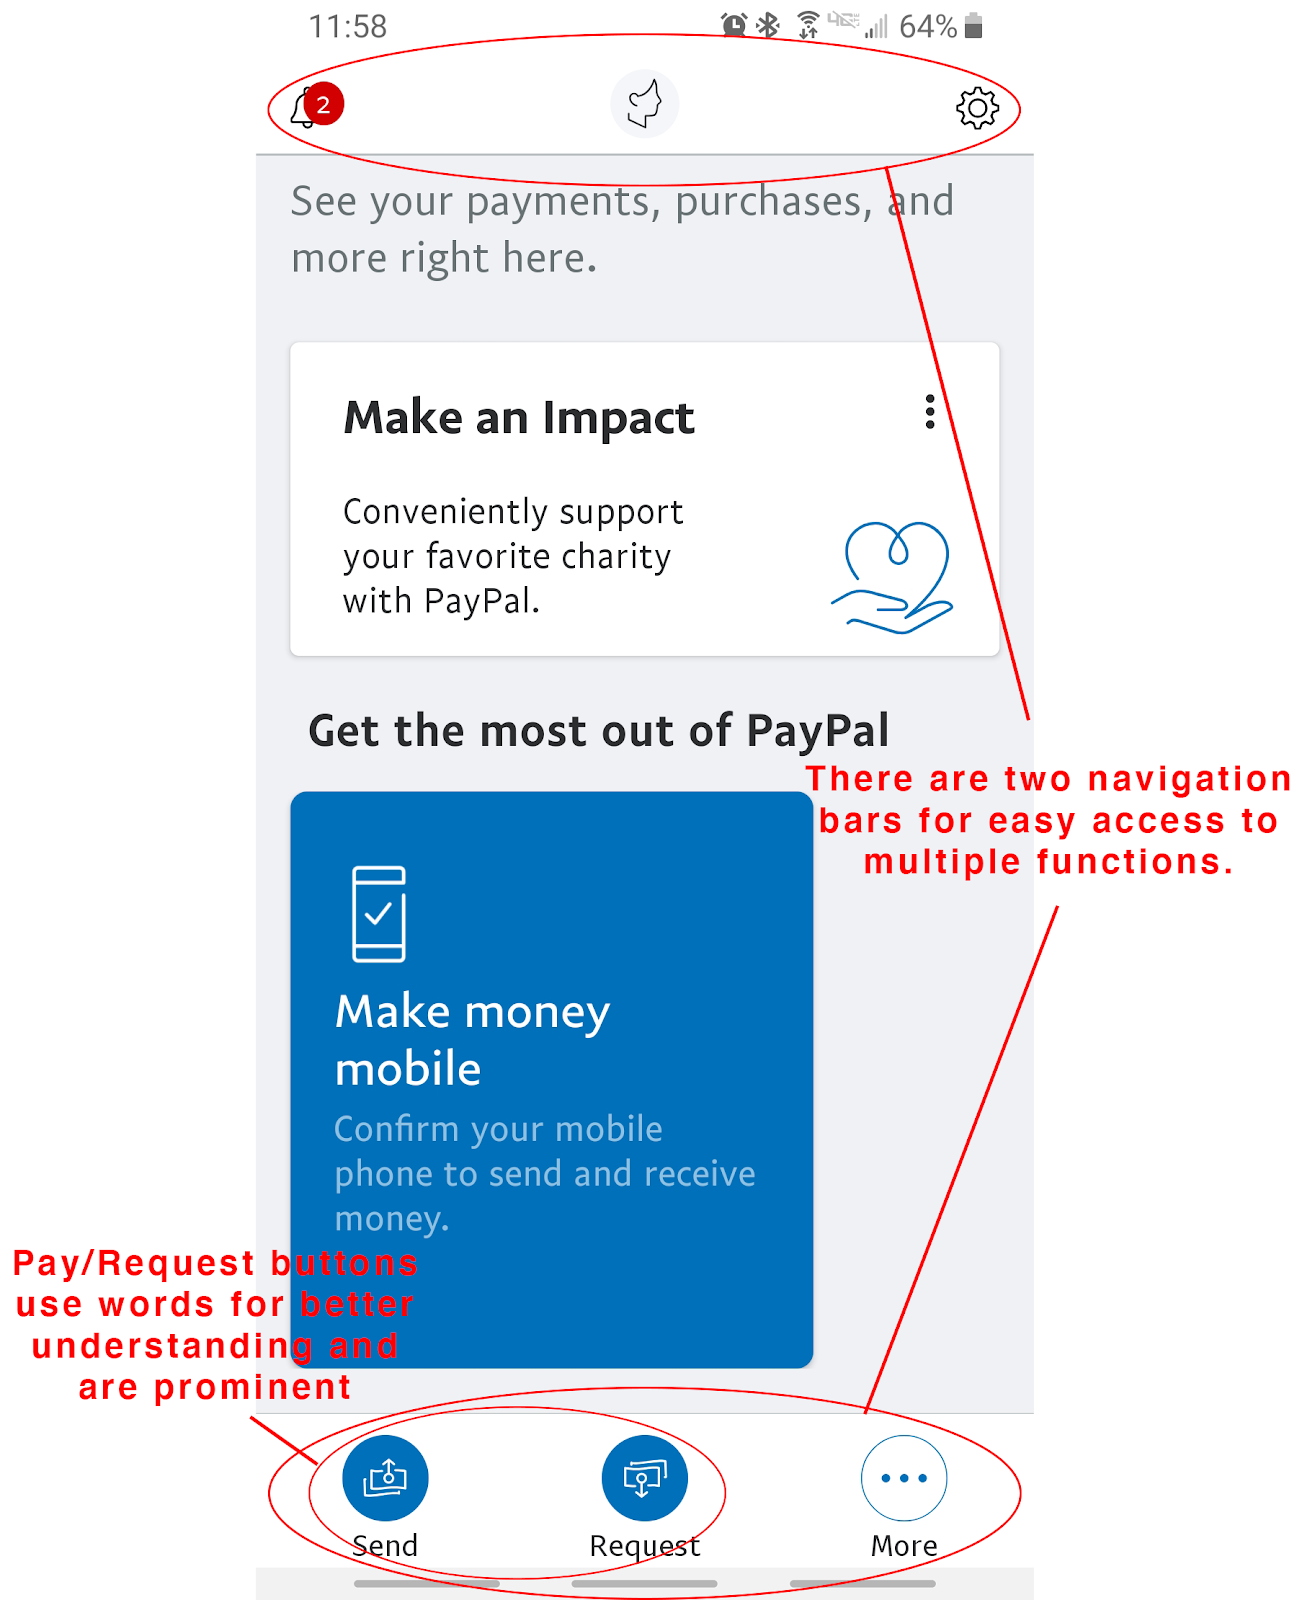 11:58
64%
2
See your payments, purchases, and
more right here.
Make an Impact
Conveniently support
your favorite charity
with PayPal.
Get the most out of PayPal
There are two navigation
bars for easy access to
multiple functions.
Make money
mobile
Confirm your mobile
phone to send and receive
money.
Pay/Request buttons
use words for better
understanding and
are prominent
Send
Request
More